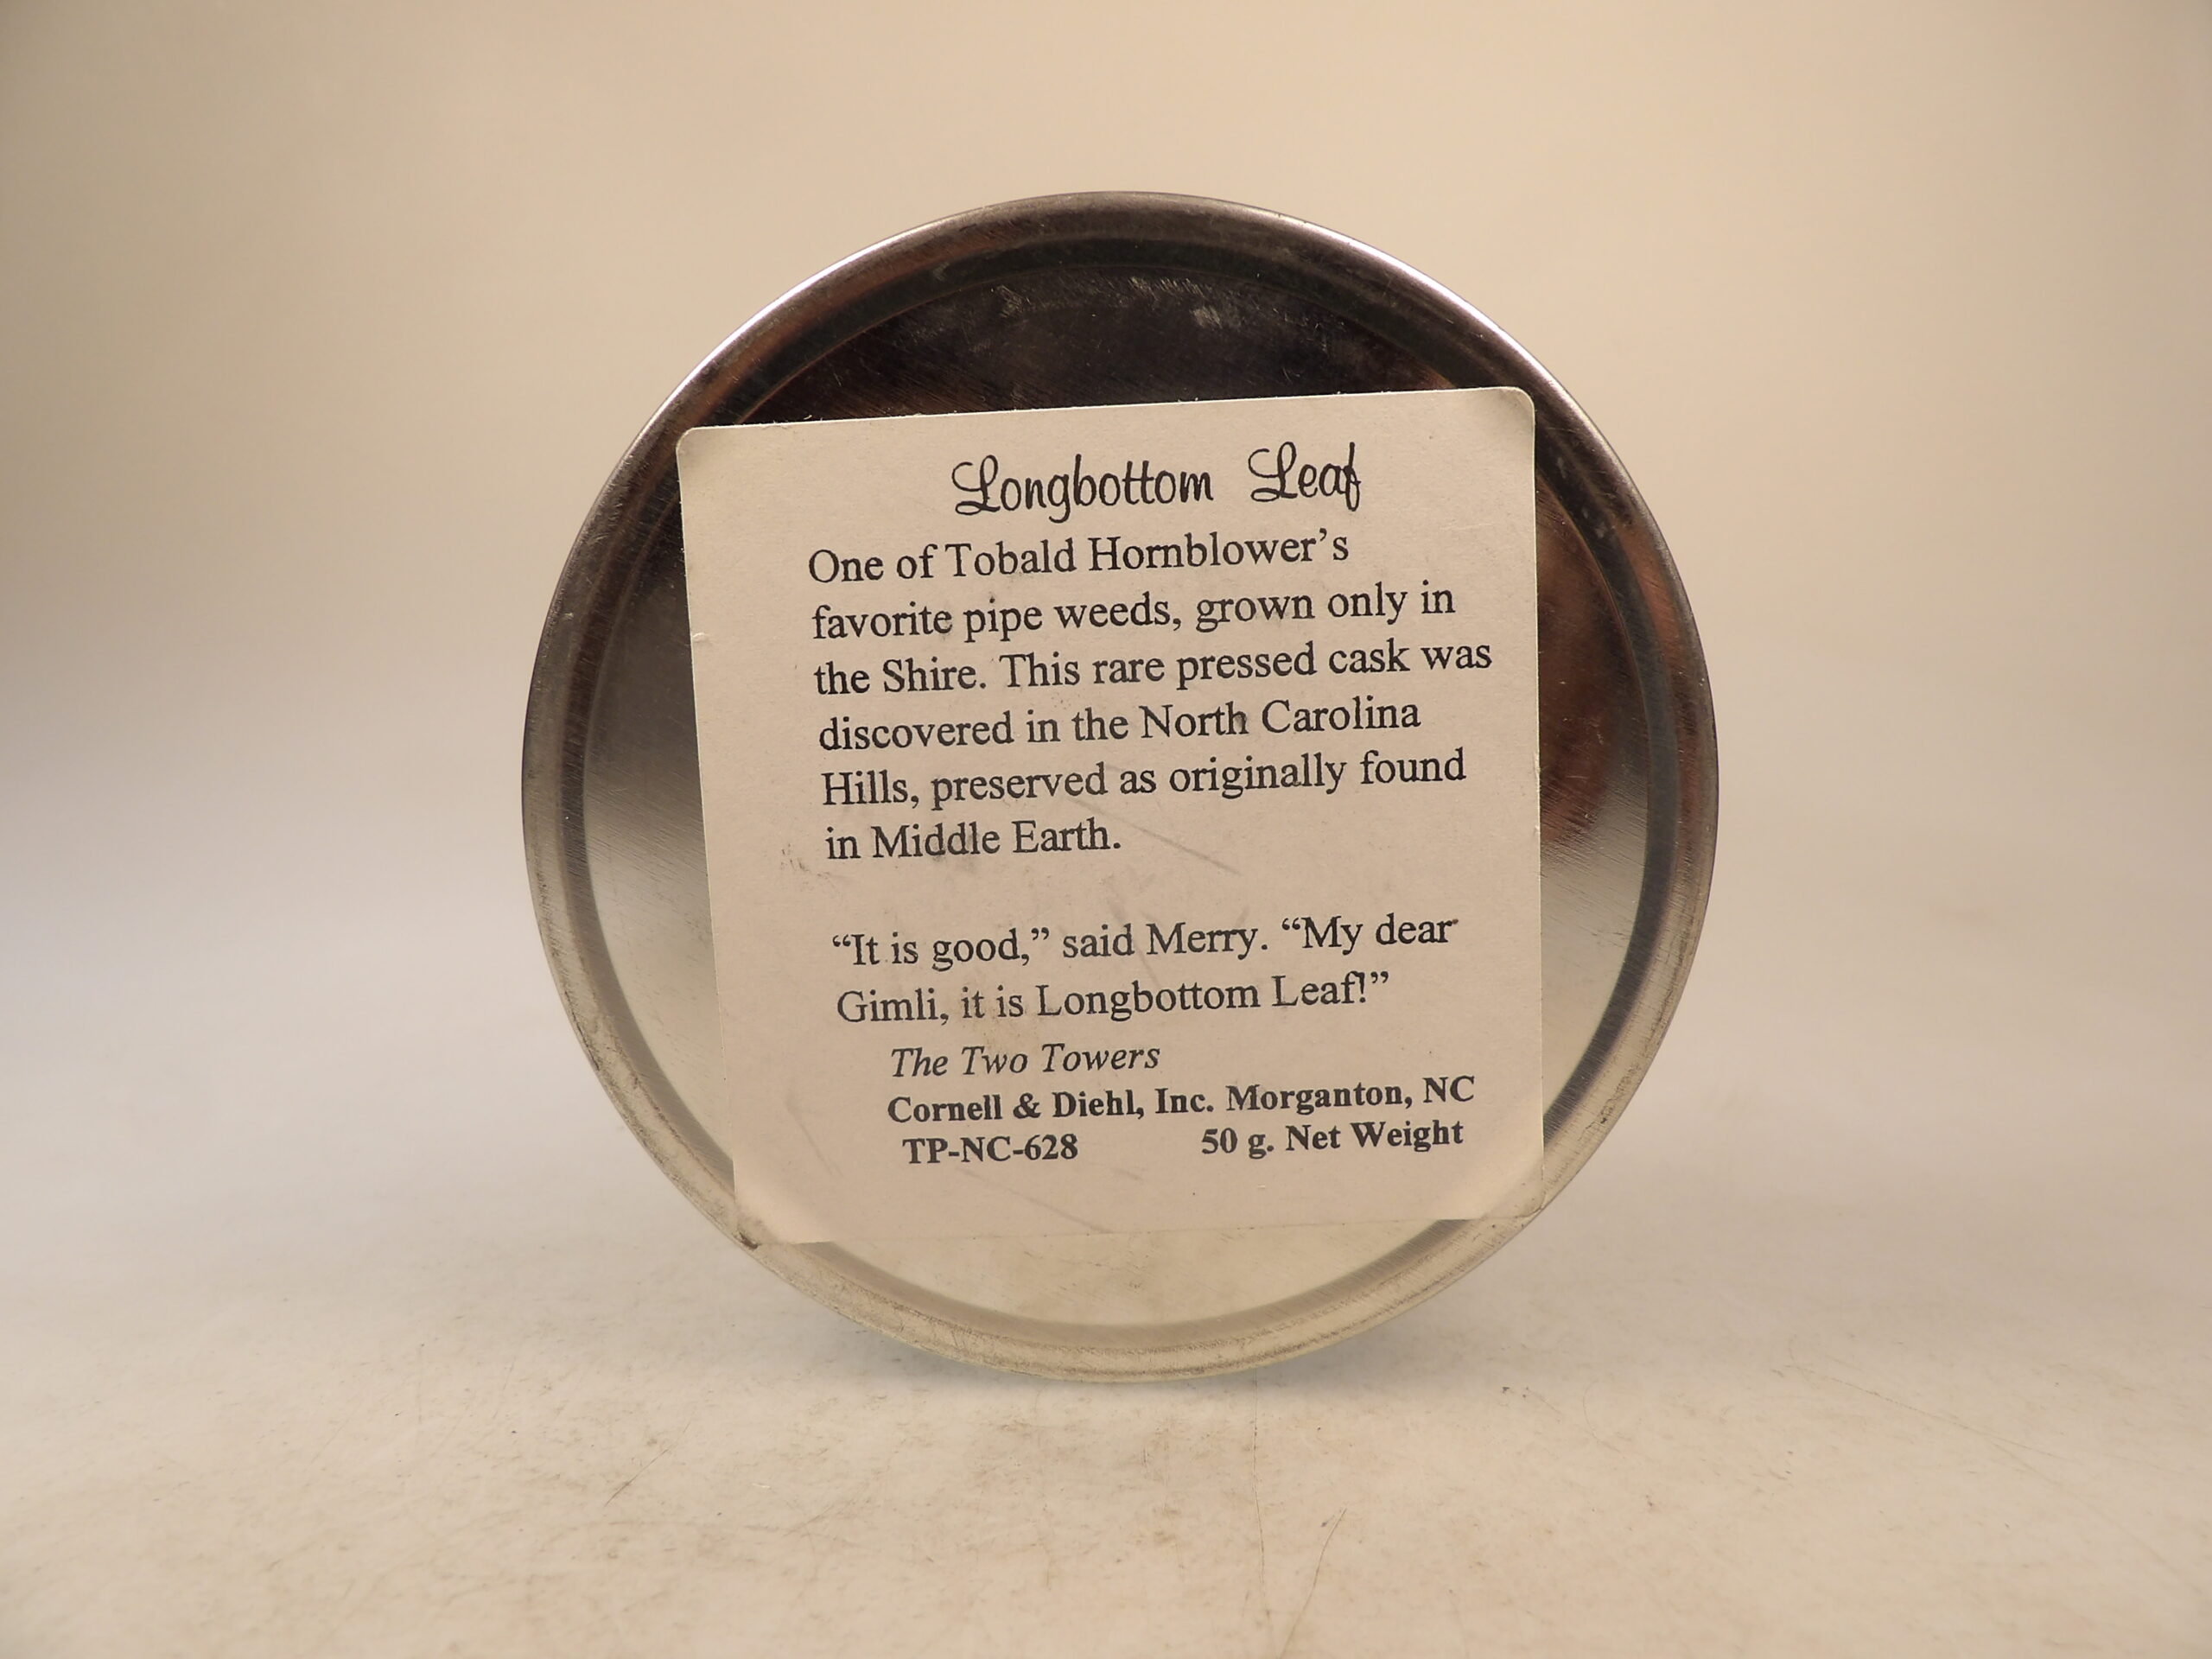 Longbottom Leaf
One of Tobald Hornblower’s
favorite pipe weeds, grown only in
the Shire. This rare pressed cask was
discovered in the North Carolina
Hills, preserved as originally found
in Middle Earth.
“It is good,” said Merry. “My dear
Gimli, it is Longbottom Leaf!”
The Two Towers
Cornell & Diehl, Inc. Morganton, NC
TP-NC-628 50 g. Net Weight